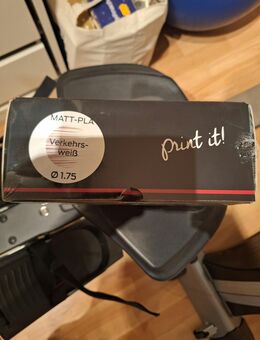 MATT-PLA
Verkehrs-
weiß
Ø 1.75
print it!